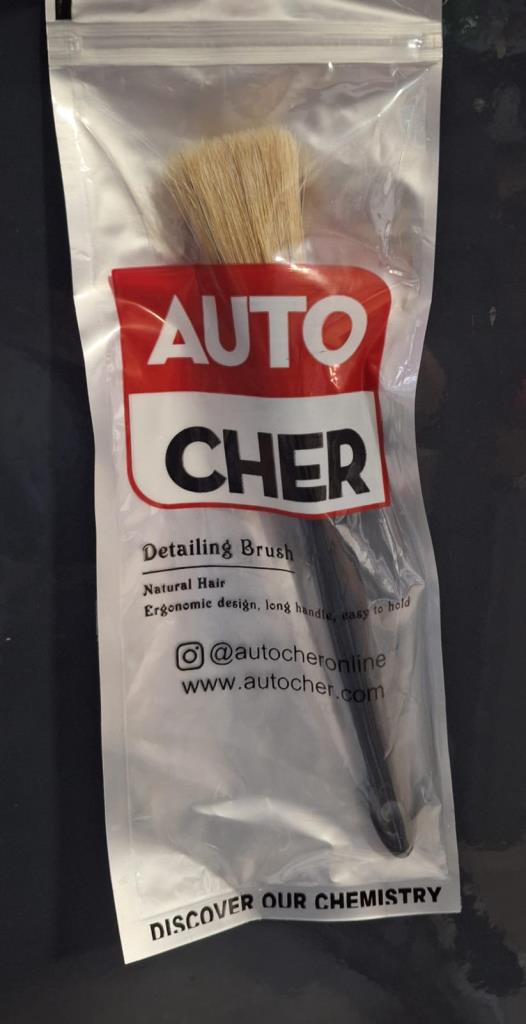 AUTO
CHER
Detailing Brush
Natural Hair
Ergonomic design, long handle, easy to hold
@autocheronline
www.autocher.com
DISCOVER OUR CHEMISTRY